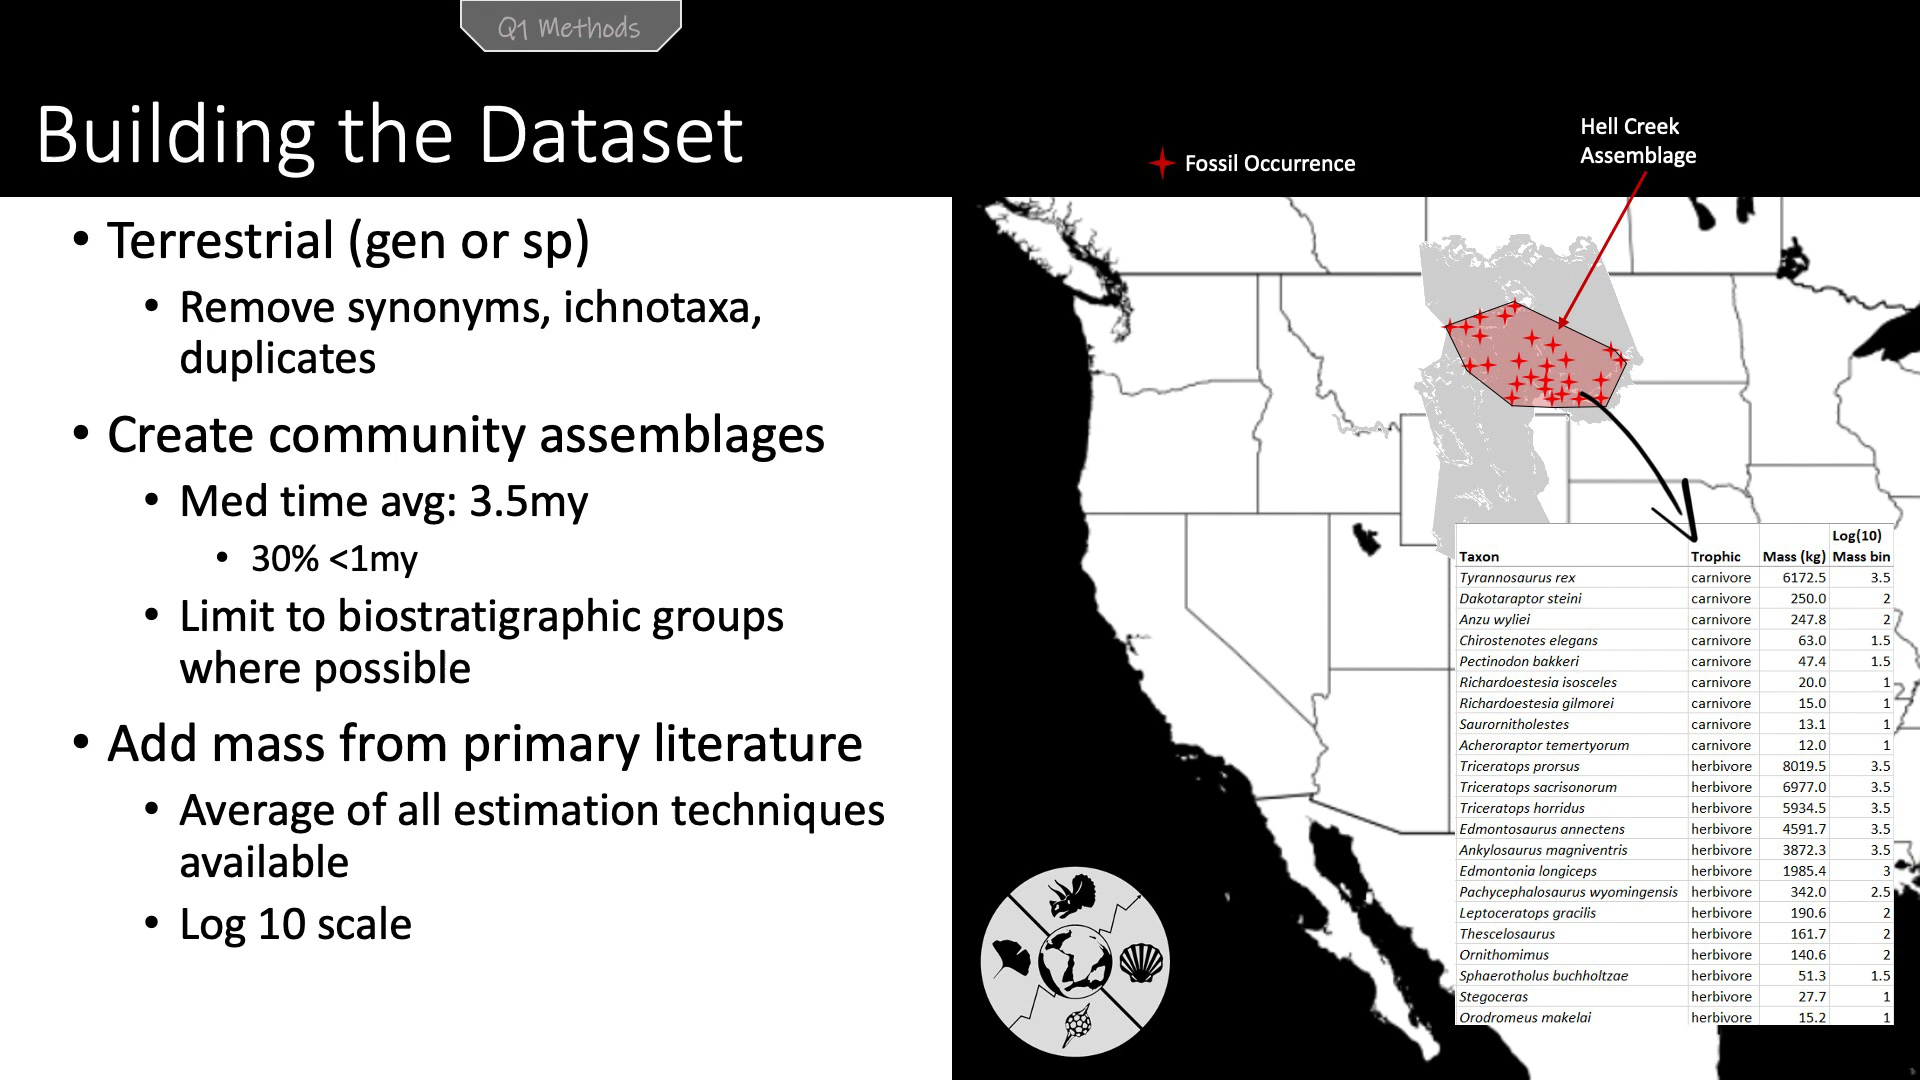 Q1 Methods
Building the Dataset
Fossil Occurrence
Hell Creek
Assemblage
• Terrestrial (gen or sp)
• Remove synonyms, ichnotaxa,
duplicates
• Create community assemblages
• Med time avg: 3.5my
• 30% <1my
• Limit to biostratigraphic groups
where possible
• Add mass from primary literature
• Average of all estimation techniques
available
• Log 10 scale
Log(10)
Taxon Trophic Mass (kg) Mass bin
Tyrannosaurus rex carnivore 6172.5 3.5
Dakotaraptor steini carnivore 250.0 2
Anzu wyliei carnivore 247.8 2
Chirostenotes elegans carnivore 63.0 1.5
Pectinodon bakkeri carnivore 47.4 1.5
Richardoestesia isosceles carnivore 20.0 1
Richardoestesia gilmorei carnivore 15.0 1
Saurornitholestes carnivore 13.1 1
Acheroraptor temertyorum carnivore 12.0 1
Triceratops prorsus herbivore 8019.5 3.5
Triceratops sacrisonorum herbivore 6977.0 3.5
Triceratops horridus herbivore 5934.5 3.5
Edmontosaurus annectens herbivore 4591.7 3.5
Ankylosaurus magniventris herbivore 3872.3 3.5
Edmontonia longiceps herbivore 1985.4 3
Pachycephalosaurus wyomingensis herbivore 342.0 2.5
Leptoceratops gracilis herbivore 190.6 2
Thescelosaurus herbivore 161.7 2
Ornithomimus herbivore 140.6 2
Sphaerotholus buchholtzae herbivore 51.3 1.5
Stegoceras herbivore 27.7 1
Orodromeus makelai herbivore 15.2 1